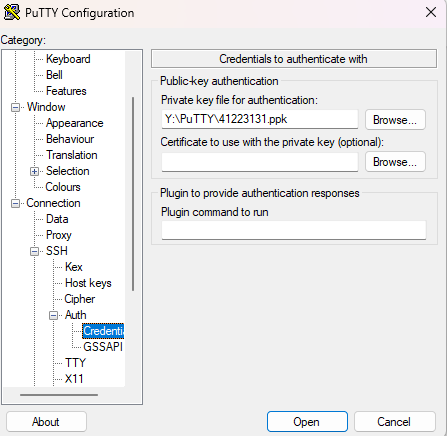 PuTTY Configuration
Category:
Keyboard
Bell
Features
Window
Appearance
Behaviour
Translation
Selection
Colours
Connection
Data
Proxy
SSH
Kex
Host keys
Cipher
Auth
Credentia
GSSAPI
TTY
X11
Credentials to authenticate with
Public-key authentication
Private key file for authentication:
Y:\PuTTY\41223131.ppk
Browse...
Certificate to use with the private key (optional):
Browse...
Plugin to provide authentication responses
Plugin command to run
About
Open
Cancel